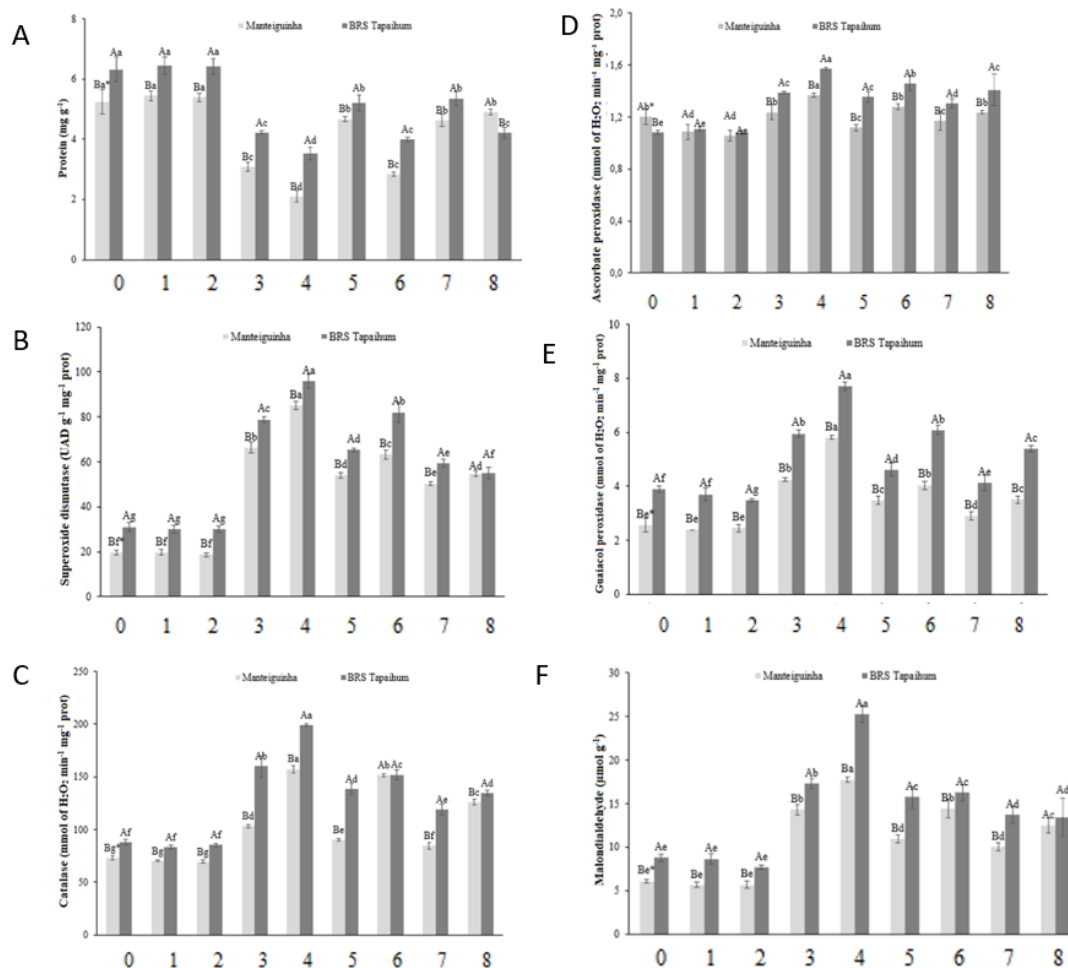 A
Manteiguinha BRS Tapaihum
Protein (mg g⁻¹)
8
6
4
2
0
Ba* Aa Ba Aa Ba Aa Bc Ac Bd Ad Bb Ab Bc Ac Bb Ab Ab Bc
0 1 2 3 4 5 6 7 8
B
Manteiguinha BRS Tapaihum
Superoxide dismutase (UAD g⁻¹ mg⁻¹ prot)
120
100
80
60
40
20
0
Bf* Ag Bf Ag Bf Ag Bb Ac Ba Aa Bd Ad Bc Ab Be Ae Ad Af
0 1 2 3 4 5 6 7 8
C
Manteiguinha BRS Tapaihum
Catalase (mmol of H₂O₂ min⁻¹ mg⁻¹ prot)
250
200
150
100
50
0
Bg* Af Bg Af Bg Af Bd Ab Ba Aa Be Ad Ab Ac Bf Ae Bc Ad
0 1 2 3 4 5 6 7 8
D
Manteiguinha BRS Tapaihum
Ascorbate peroxidase (mmol of H₂O₂ min⁻¹ mg⁻¹ prot)
2,0
1,6
1,2
0,8
0,4
0,0
Ab* Be Ad Ae Ad Ae Bb Ac Ba Aa Bc Ac Bb Ab Bc Ad Bb Ac
0 1 2 3 4 5 6 7 8
E
Manteiguinha BRS Tapaihum
Guaiacol peroxidase (mmol of H₂O₂ min⁻¹ mg⁻¹ prot)
10
8
6
4
2
0
Be* Af Be Af Be Ag Bb Ac Ba Aa Bc Ad Bb Ab Bd Ae Bc Ac
0 1 2 3 4 5 6 7 8
F
Manteiguinha BRS Tapaihum
Malondialdehyde (µmol g⁻¹)
30
25
20
15
10
5
0
Be* Ae Be Ae Be Ae Bb Ab Ba Aa Bd Ac Bb Ac Bd Ad Ac Ad
0 1 2 3 4 5 6 7 8